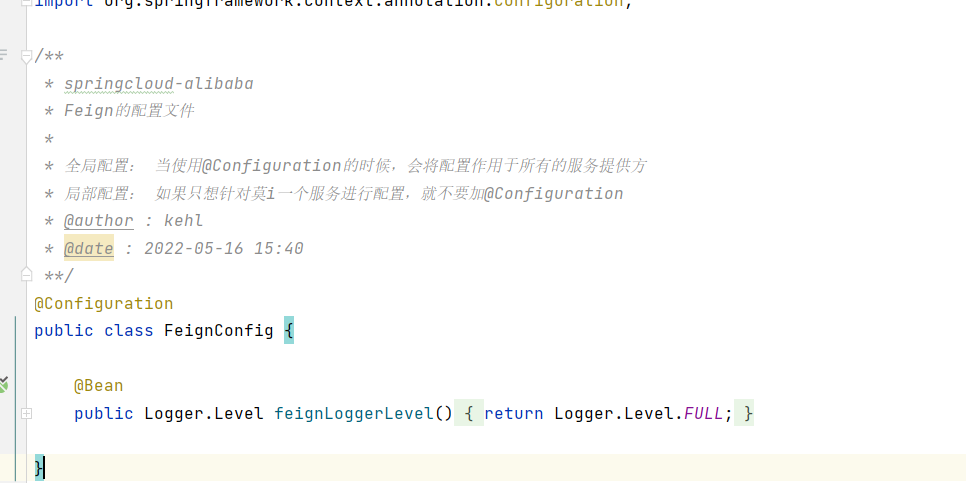 import org.springframework.context.annotation.Configuration;
/**
* springcloud-alibaba
* Feign的配置文件
*
* 全局配置： 当使用@Configuration的时候，会将配置作用于所有的服务提供方
* 局部配置： 如果只想针对莫i一个服务进行配置，就不要加@Configuration
* @author : kehl
* @date : 2022-05-16 15:40
**/
@Configuration
public class FeignConfig {
@Bean
public Logger.Level feignLoggerLevel() { return Logger.Level.FULL; }
}